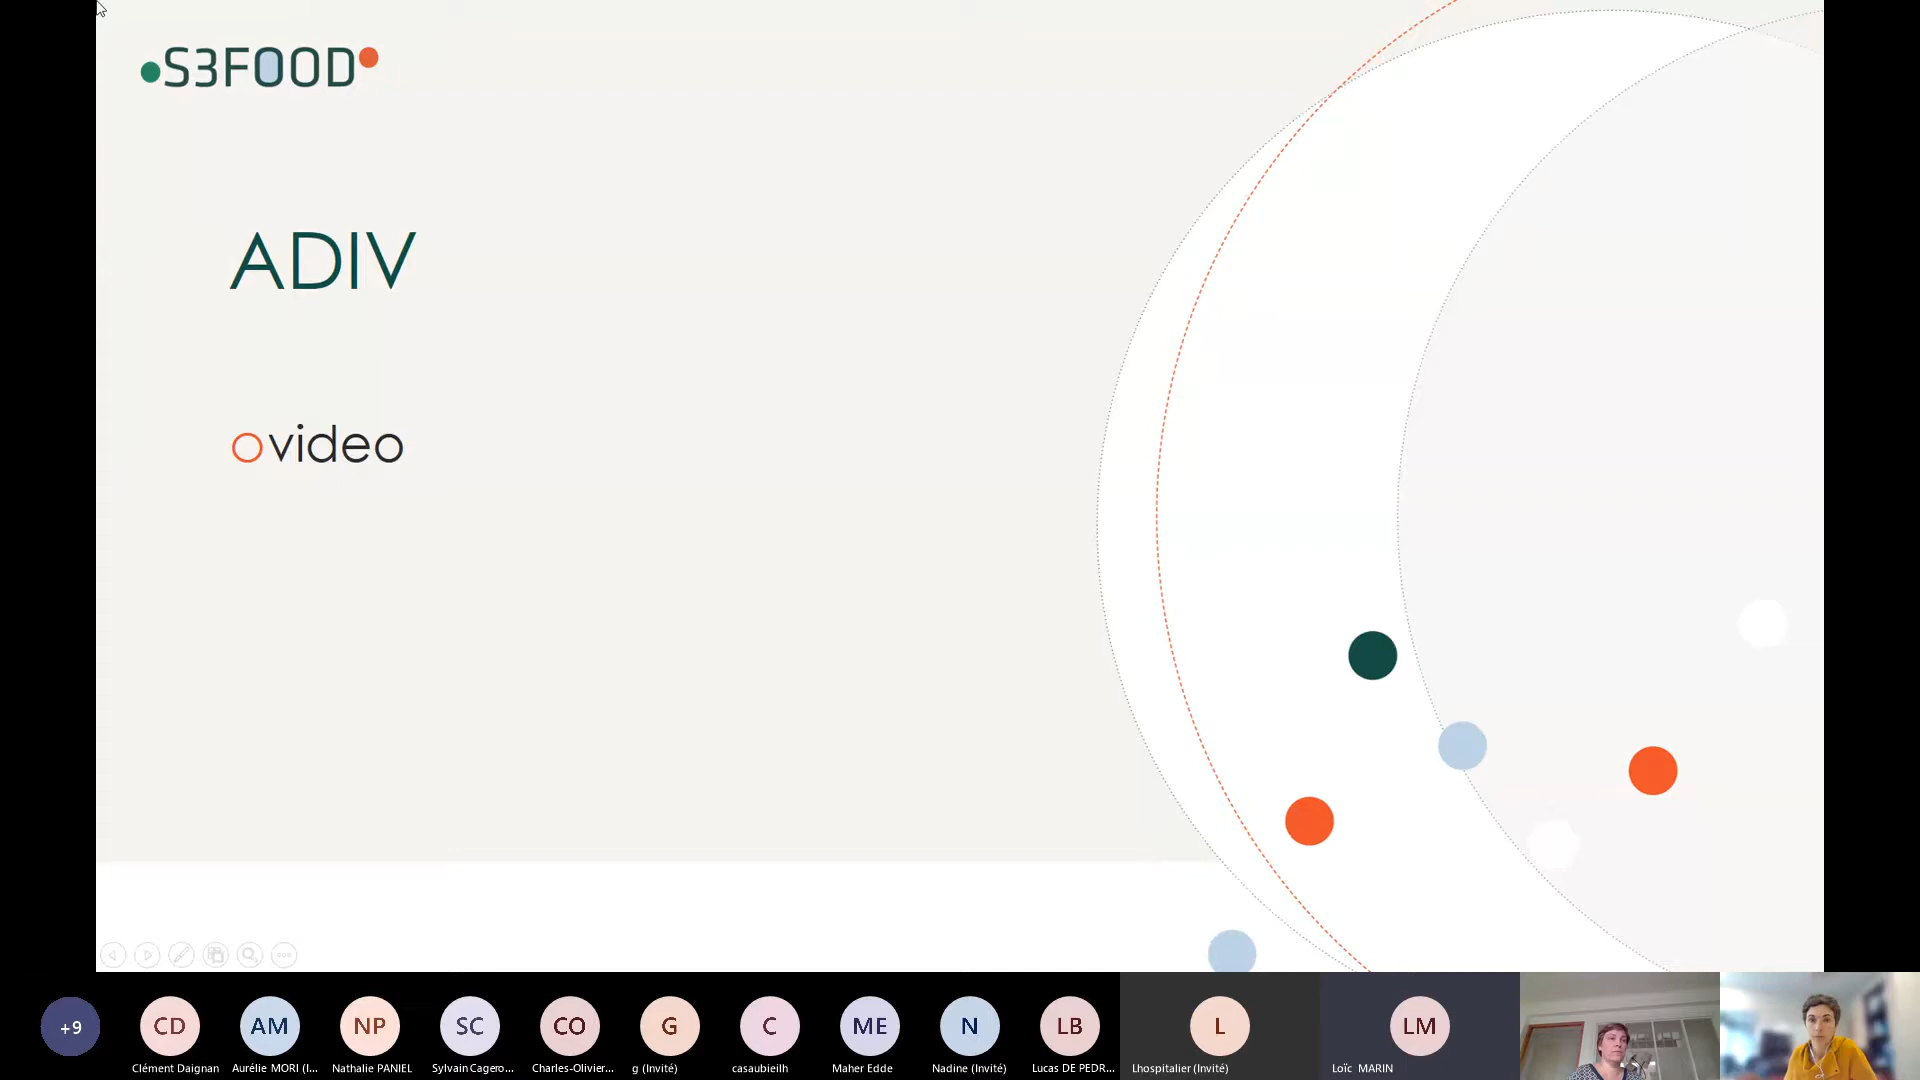 S3FOOD
ADIV
video
+9
CD
AM
NP
SC
CO
G
C
ME
N
LB
L
LM
Clément Daignan
Aurélie MORI (I...
Nathalie PANIEL
Sylvain Cagero...
Charles-Olivier...
g (Invité)
casaubieilh
Maher Edde
Nadine (Invité)
Lucas DE PEDR...
Lhospitalier (Invité)
Loïc MARIN